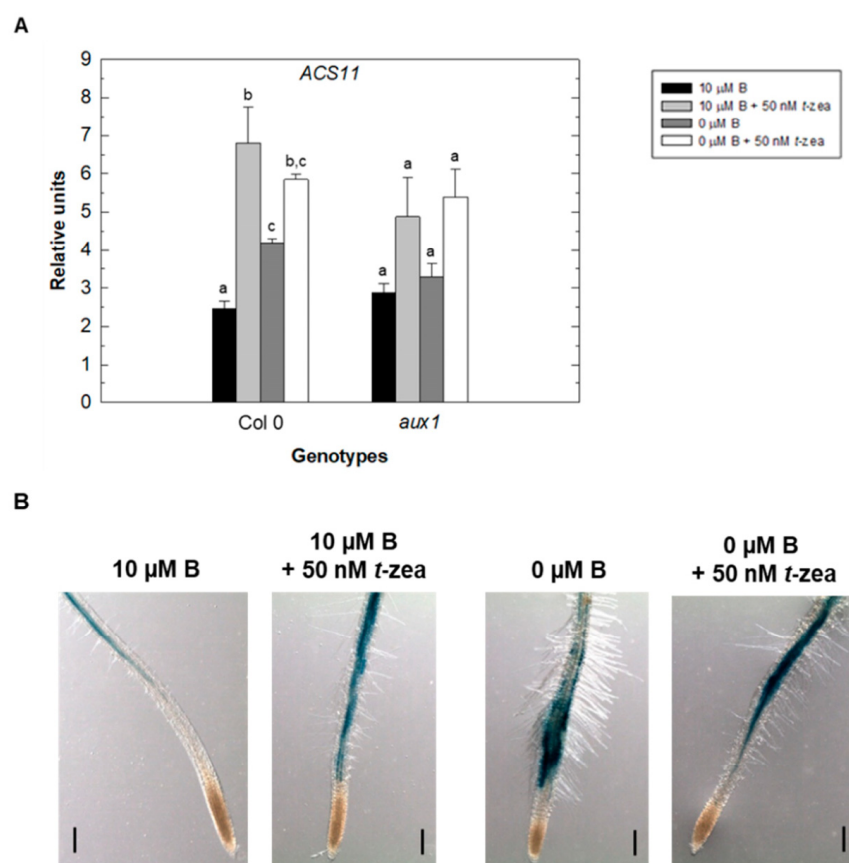 A
ACS11
10 µM B
10 µM B + 50 nM t-zea
0 µM B
0 µM B + 50 nM t-zea
9
8
7
6
5
4
3
2
1
0
Relative units
a
b
c
b,c
a
a
a
a
Col 0
aux1
Genotypes
B
10 µM B
10 µM B
+ 50 nM t-zea
0 µM B
0 µM B
+ 50 nM t-zea